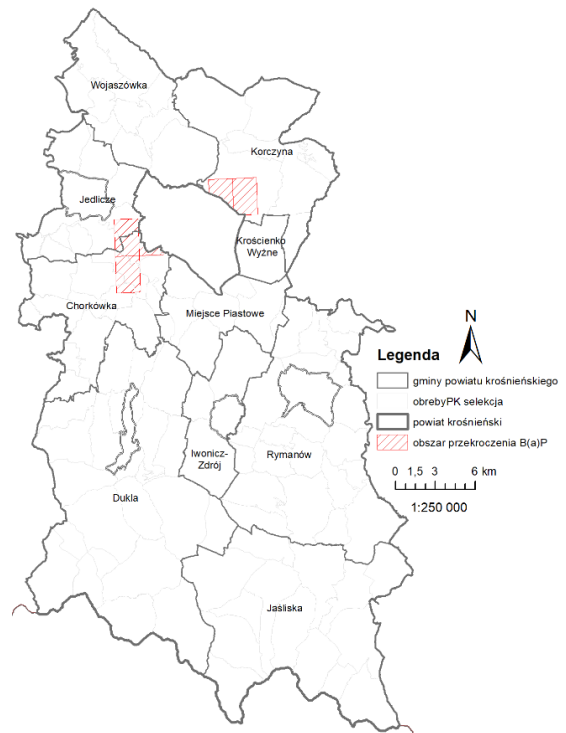 Wojaszówka
Korczyna
Jedlicze
Krościenko
Wyżne
Chorkówka
Miejsce Piastowe
N
Legenda
gminy powiatu krośnieńskiego
obrebyPK selekcja
powiat krośnieński
obszar przekroczenia B(a)P
0 1,5 3 6 km
1:250 000
Iwonicz-
Zdrój
Rymanów
Dukla
Jaśliska